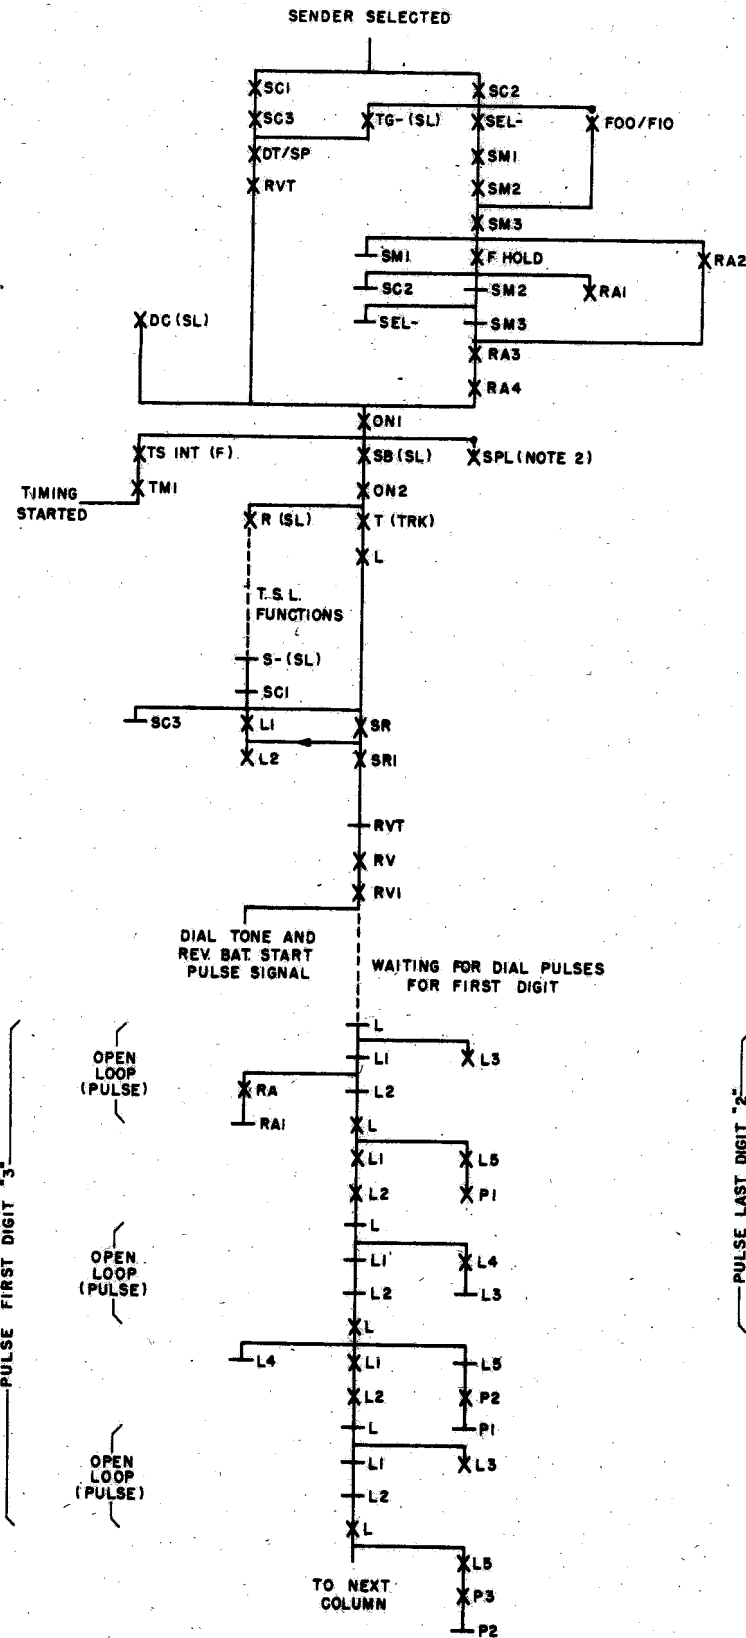 SENDER SELECTED
SC1
SC2
SC3
TG-(SL)
SEL-
FOO/F10
DT/SP
SM1
RVT
SM2
SM3
SM1
F HOLD
RA2
SC2
SM2
RA1
DC (SL)
SEL-
SM3
RA3
RA4
ON1
TS INT (F)
SB (SL)
SPL (NOTE 2)
TIMING
STARTED
TM1
ON2
R (SL)
T (TRK)
L
T.S.L.
FUNCTIONS
S-(SL)
SC1
SC3
L1
SR
L2
SR1
RVT
RV
RV1
DIAL TONE AND
REV. BAT. START
PULSE SIGNAL
WAITING FOR DIAL PULSES
FOR FIRST DIGIT
L
OPEN
LOOP
(PULSE)
L1
L3
RA
L2
RA1
L
L1
L5
L2
P1
L
OPEN
LOOP
(PULSE)
L1
L4
L2
L3
L
L4
L1
L5
L2
P2
L
P1
OPEN
LOOP
(PULSE)
L1
L3
L2
L
L5
P3
P2
TO NEXT
COLUMN
PULSE FIRST DIGIT "3"
PULSE LAST DIGIT "2"